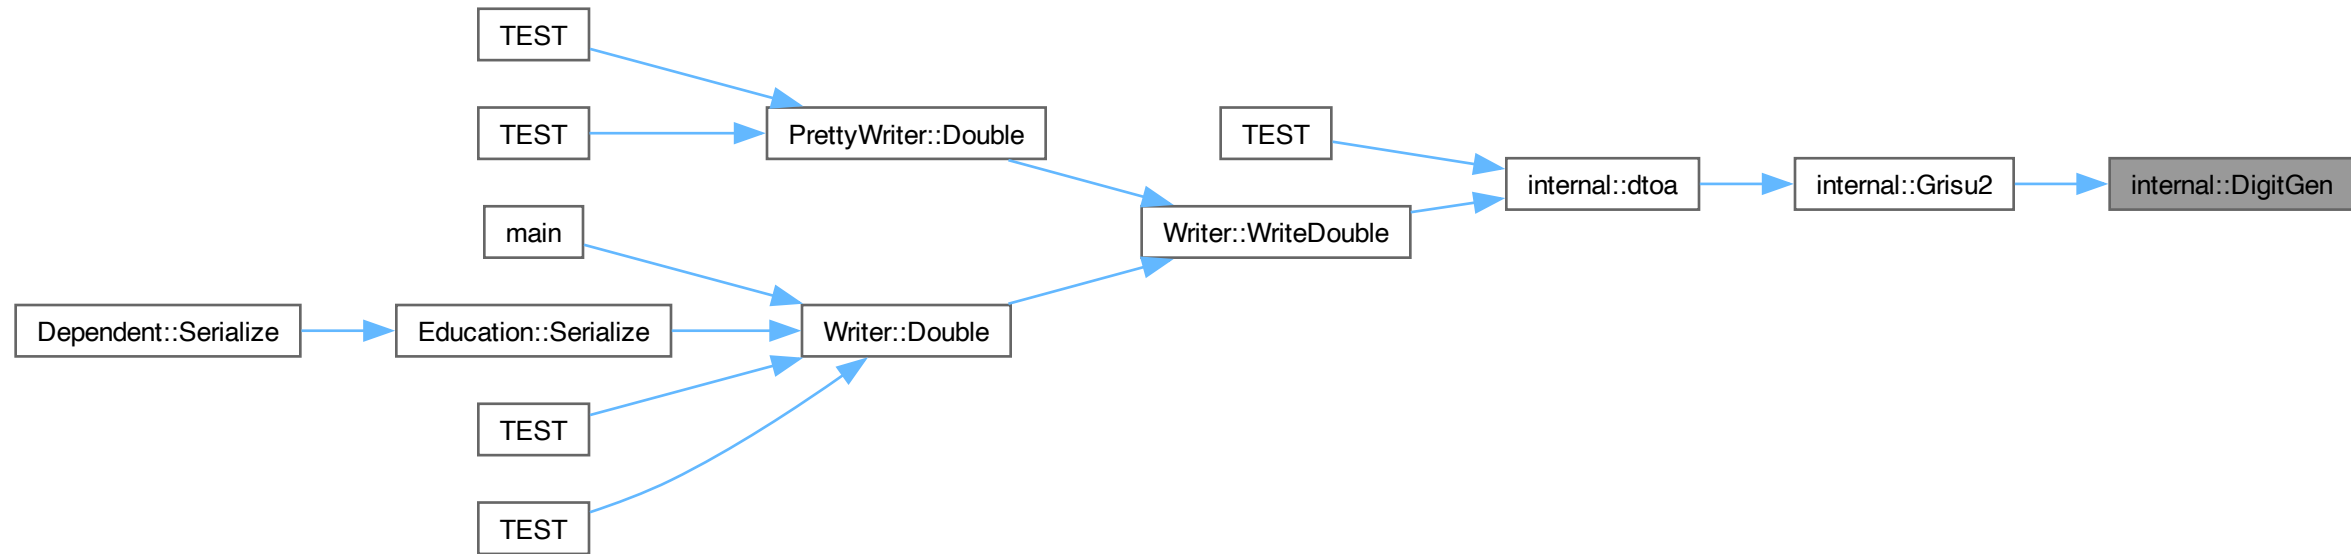 TEST
TEST
PrettyWriter::Double
TEST
internal::dtoa
internal::Grisu2
internal::DigitGen
main
Writer::WriteDouble
Dependent::Serialize
Education::Serialize
Writer::Double
TEST
TEST